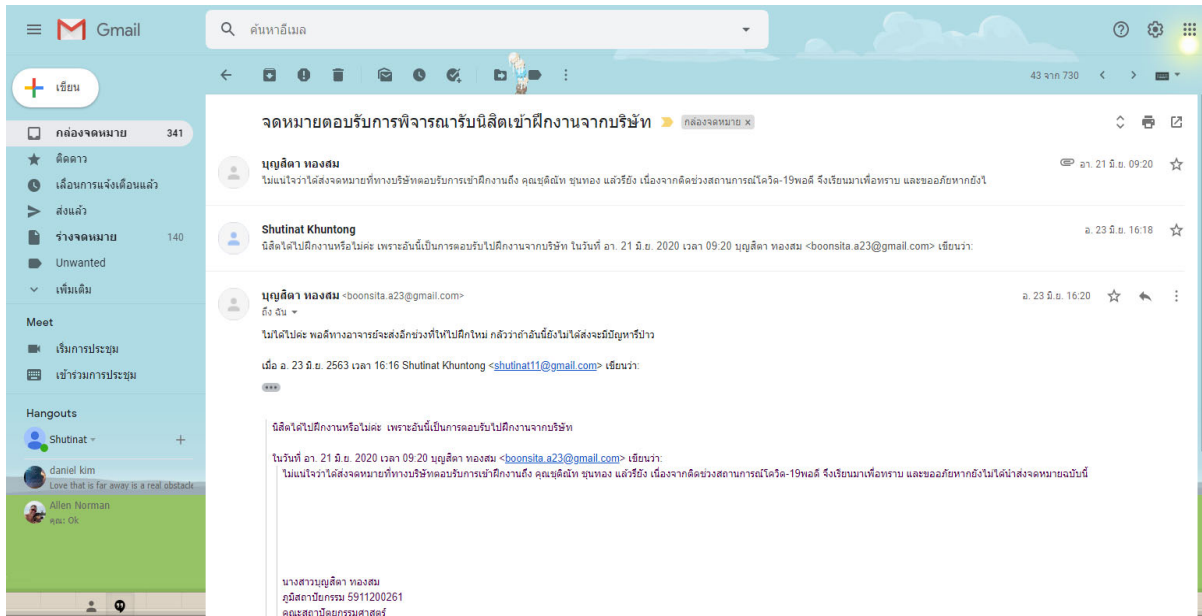 Gmail
ค้นหาอีเมล
เขียน
43 จาก 730
กล่องจดหมาย 341
ติดดาว
เลื่อนการแจ้งเตือนแล้ว
ส่งแล้ว
ร่างจดหมาย 140
Unwanted
เพิ่มเติม
Meet
เริ่มการประชุม
เข้าร่วมการประชุม
Hangouts
Shutinat
daniel kim
Love that is far away is a real obstacle
Allen Norman
คุณ: Ok
จดหมายตอบรับการพิจารณารับนิสิตเข้าฝึกงานจากบริษัท กล่องจดหมาย x
บุญสิตา ทองสม อา. 21 มิ.ย. 09:20
ไม่แน่ใจว่าได้ส่งจดหมายที่ทางบริษัทตอบรับการเข้าฝึกงานถึง คุณชุติณัท ขุนทอง แล้วรึยัง เนื่องจากติดช่วงสถานการณ์โควิด-19พอดี จึงเรียนมาเพื่อทราบ และขออภัยหากยังไ
Shutinat Khuntong อ. 23 มิ.ย. 16:18
นิสิตได้ไปฝึกงานหรือไม่ค่ะ เพราะอันนี้เป็นการตอบรับไปฝึกงานจากบริษัท ในวันที่ อา. 21 มิ.ย. 2020 เวลา 09:20 บุญสิตา ทองสม <boonsita.a23@gmail.com> เขียนว่า:
บุญสิตา ทองสม <boonsita.a23@gmail.com> อ. 23 มิ.ย. 16:20
ถึง ฉัน
ไม่ได้ไปค่ะ พอดีทางอาจารย์จะส่งอีกช่วงที่ให้ไปฝึกใหม่ กลัวว่าถ้าอันนี้ยังไม่ได้ส่งจะมีปัญหารึป่าว
เมื่อ อ. 23 มิ.ย. 2563 เวลา 16:16 Shutinat Khuntong <shutinat11@gmail.com> เขียนว่า:
นิสิตได้ไปฝึกงานหรือไม่ค่ะ เพราะอันนี้เป็นการตอบรับไปฝึกงานจากบริษัท
ในวันที่ อา. 21 มิ.ย. 2020 เวลา 09:20 บุญสิตา ทองสม <boonsita.a23@gmail.com> เขียนว่า:
ไม่แน่ใจว่าได้ส่งจดหมายที่ทางบริษัทตอบรับการเข้าฝึกงานถึง คุณชุติณัท ขุนทอง แล้วรึยัง เนื่องจากติดช่วงสถานการณ์โควิด-19พอดี จึงเรียนมาเพื่อทราบ และขออภัยหากยังไม่ได้นำส่งจดหมายฉบับนี้
นางสาวบุญสิตา ทองสม
ภูมิสถาปัยกรรม 5911200261
คณะสถาปัตยกรรมศาสตร์